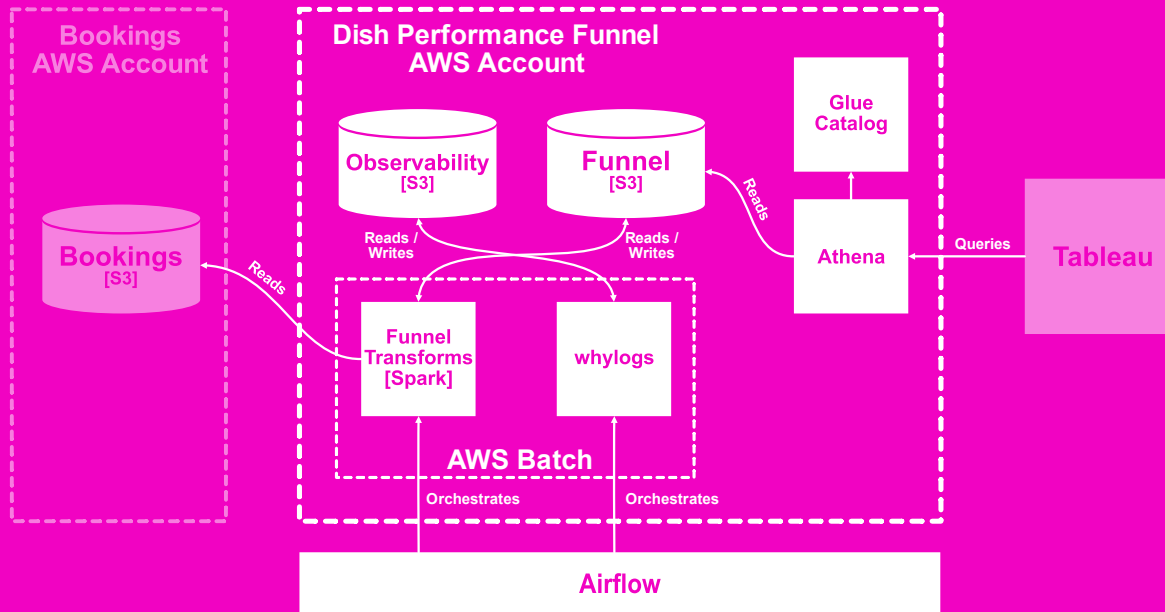 Bookings
AWS Account
Dish Performance Funnel
AWS Account
Glue
Catalog
Observability
[S3]
Funnel
[S3]
Reads
Reads /
Writes
Reads /
Writes
Bookings
[S3]
Reads
Athena
Queries
Tableau
Funnel
Transforms
[Spark]
whylogs
AWS Batch
Orchestrates
Orchestrates
Airflow